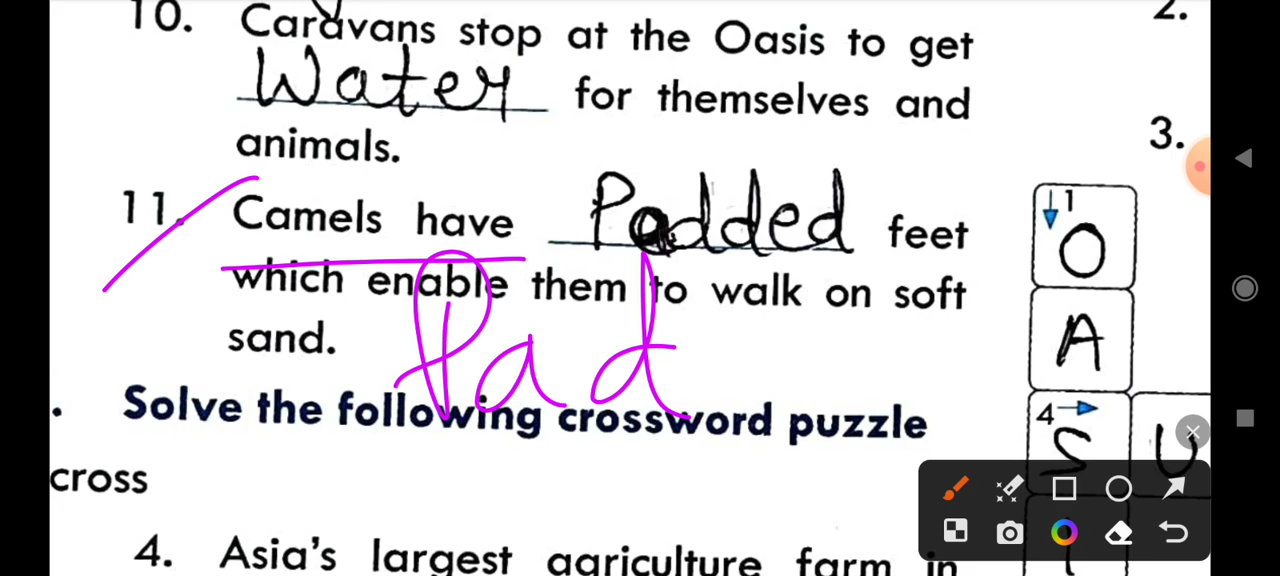 10. Caravans stop at the Oasis to get
Water for themselves and
animals.
11. Camels have Padded feet
which enable them to walk on soft
sand.
Pad
. Solve the following crossword puzzle
cross
4. Asia's largest agriculture farm in
2.
3.
1
O
A
4
S U